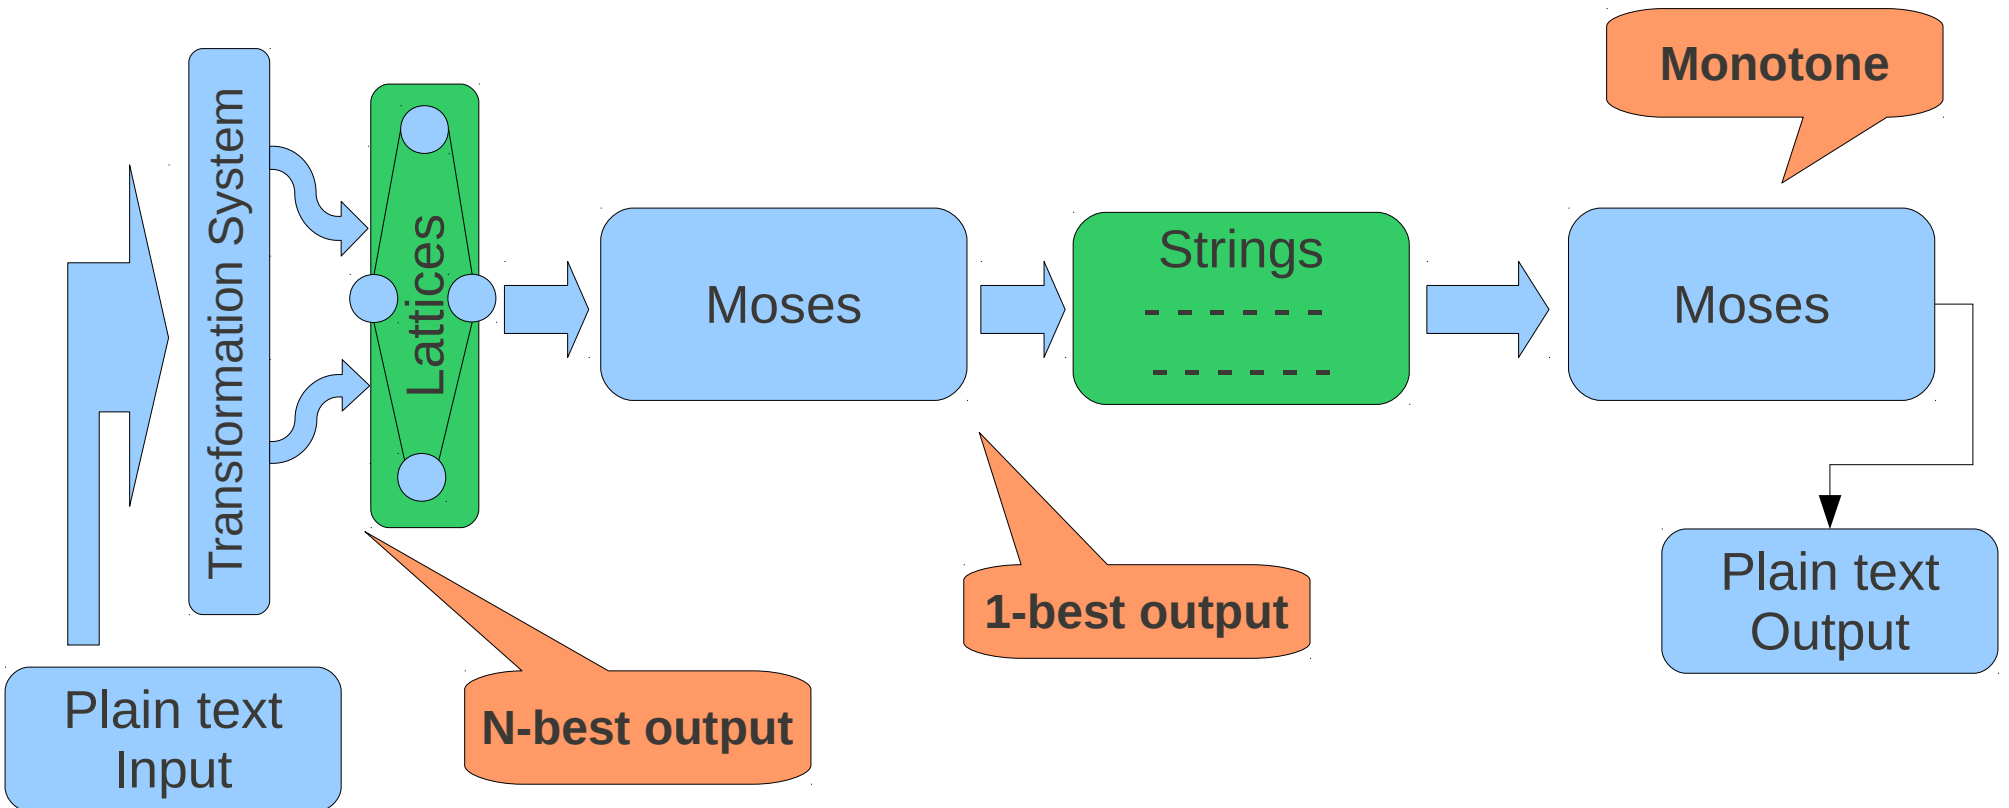 Transformation System
Lattices
Moses
Strings
Moses
Monotone
Plain text
Input
N-best output
1-best output
Plain text
Output